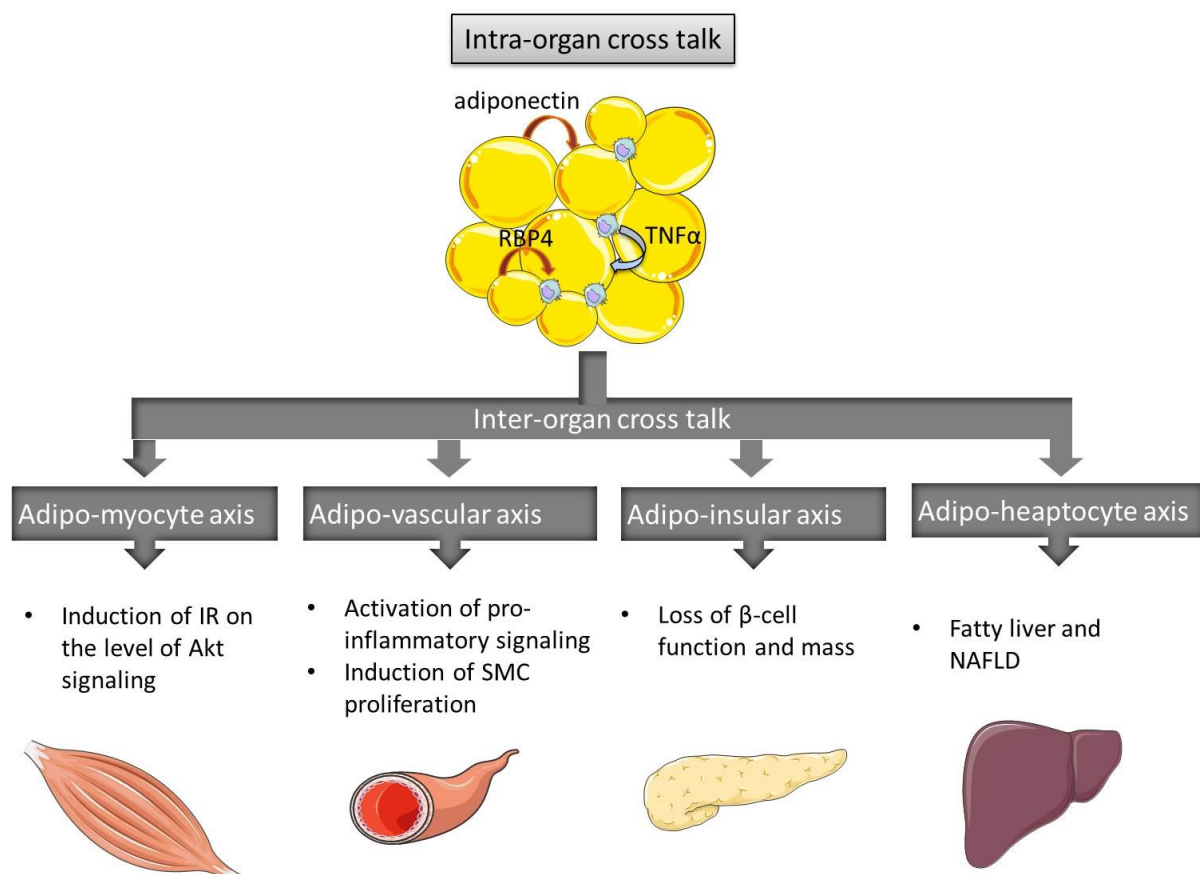 Intra-organ cross talk
adiponectin
RBP4
TNFα
Inter-organ cross talk
Adipo-myocyte axis
Adipo-vascular axis
Adipo-insular axis
Adipo-heaptocyte axis
• Induction of IR on
the level of Akt
signaling
• Activation of pro-
inflammatory signaling
• Induction of SMC
proliferation
• Loss of β-cell
function and mass
• Fatty liver and
NAFLD